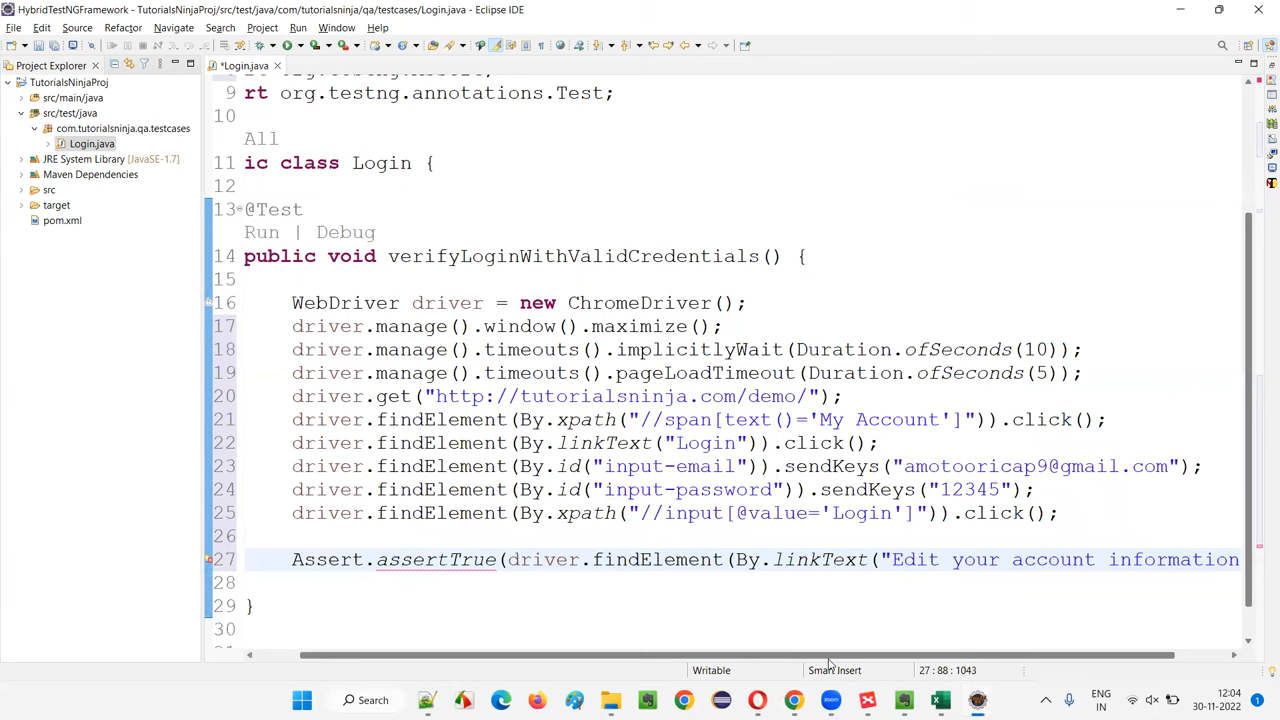 HybridTestNGFramework - TutorialsNinjaProj/src/test/java/com/tutorialsninja/qa/testcases/Login.java - Eclipse IDE
File Edit Source Refactor Navigate Search Project Run Window Help
Project Explorer
*Login.java
TutorialsNinjaProj
src/main/java
src/test/java
com.tutorialsninja.qa.testcases
Login.java
JRE System Library [JavaSE-1.7]
Maven Dependencies
src
target
pom.xml
9 rt org.testng.annotations.Test;
10
All
11 ic class Login {
12
13 @Test
Run | Debug
14 public void verifyLoginWithValidCredentials() {
15
16 WebDriver driver = new ChromeDriver();
17 driver.manage().window().maximize();
18 driver.manage().timeouts().implicitlyWait(Duration.ofSeconds(10));
19 driver.manage().timeouts().pageLoadTimeout(Duration.ofSeconds(5));
20 driver.get("http://tutorialsninja.com/demo/");
21 driver.findElement(By.xpath("//span[text()='My Account']")).click();
22 driver.findElement(By.linkText("Login")).click();
23 driver.findElement(By.id("input-email")).sendKeys("amotooricap9@gmail.com");
24 driver.findElement(By.id("input-password")).sendKeys("12345");
25 driver.findElement(By.xpath("//input[@value='Login']")).click();
26
27 Assert.assertTrue(driver.findElement(By.linkText("Edit your account information
28
29 }
30
Writable Smart Insert 27 : 88 : 1043
Search
zoom
ENG
IN
12:04
30-11-2022